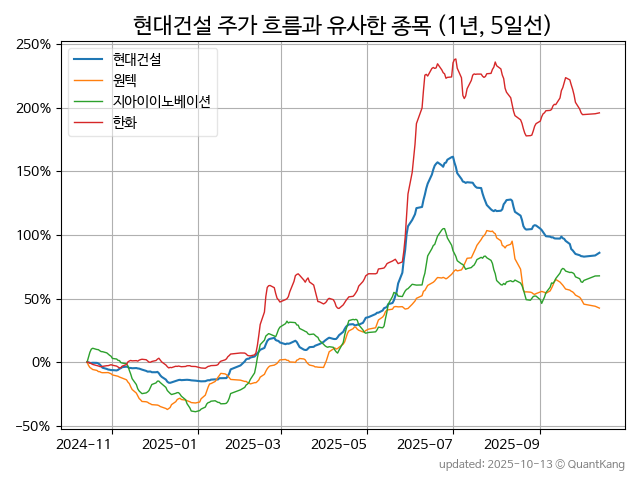 현대건설 주가 흐름과 유사한 종목 (1년, 5일선)
250%
200%
150%
100%
50%
0%
−50%
현대건설
원텍
지아이이노베이션
한화
2024-11
2025-01
2025-03
2025-05
2025-07
2025-09
updated: 2025-10-13 © QuantKang